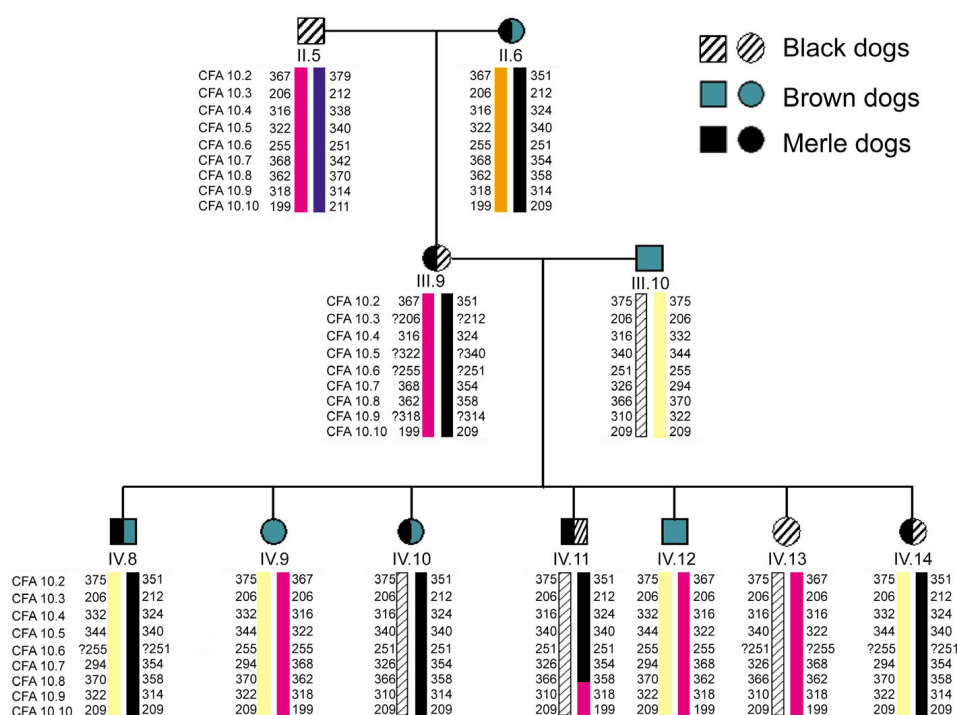 II.5
II.6
Black dogs
Brown dogs
Merle dogs
CFA 10.2 367 379
CFA 10.3 206 212
CFA 10.4 316 338
CFA 10.5 322 340
CFA 10.6 255 251
CFA 10.7 368 342
CFA 10.8 362 370
CFA 10.9 318 314
CFA 10.10 199 211
367 351
206 212
316 324
322 340
255 251
368 354
362 358
318 314
199 209
III.9
III.10
CFA 10.2 367 351
CFA 10.3 ?206 ?212
CFA 10.4 316 324
CFA 10.5 ?322 ?340
CFA 10.6 ?255 ?251
CFA 10.7 368 354
CFA 10.8 362 358
CFA 10.9 ?318 ?314
CFA 10.10 199 209
375 375
206 206
316 332
340 344
251 255
326 294
366 370
310 322
209 209
IV.8 IV.9 IV.10 IV.11 IV.12 IV.13 IV.14
CFA 10.2 375 351 375 367 375 351 375 351 375 367 375 367 375 351
CFA 10.3 206 212 206 206 206 212 206 212 206 206 206 206 206 212
CFA 10.4 332 324 332 316 316 324 316 324 332 316 316 316 332 324
CFA 10.5 344 340 344 322 340 340 340 340 344 322 340 322 344 340
CFA 10.6 ?255 ?251 255 255 251 251 251 251 255 255 ?251 ?255 ?255 ?251
CFA 10.7 294 354 294 368 326 354 326 354 294 368 326 368 294 354
CFA 10.8 370 358 370 362 366 358 366 358 370 362 366 362 370 358
CFA 10.9 322 314 322 318 310 314 310 318 322 318 310 318 322 314
CFA 10.10 209 209 209 199 209 209 209 199 209 199 209 199 209 209